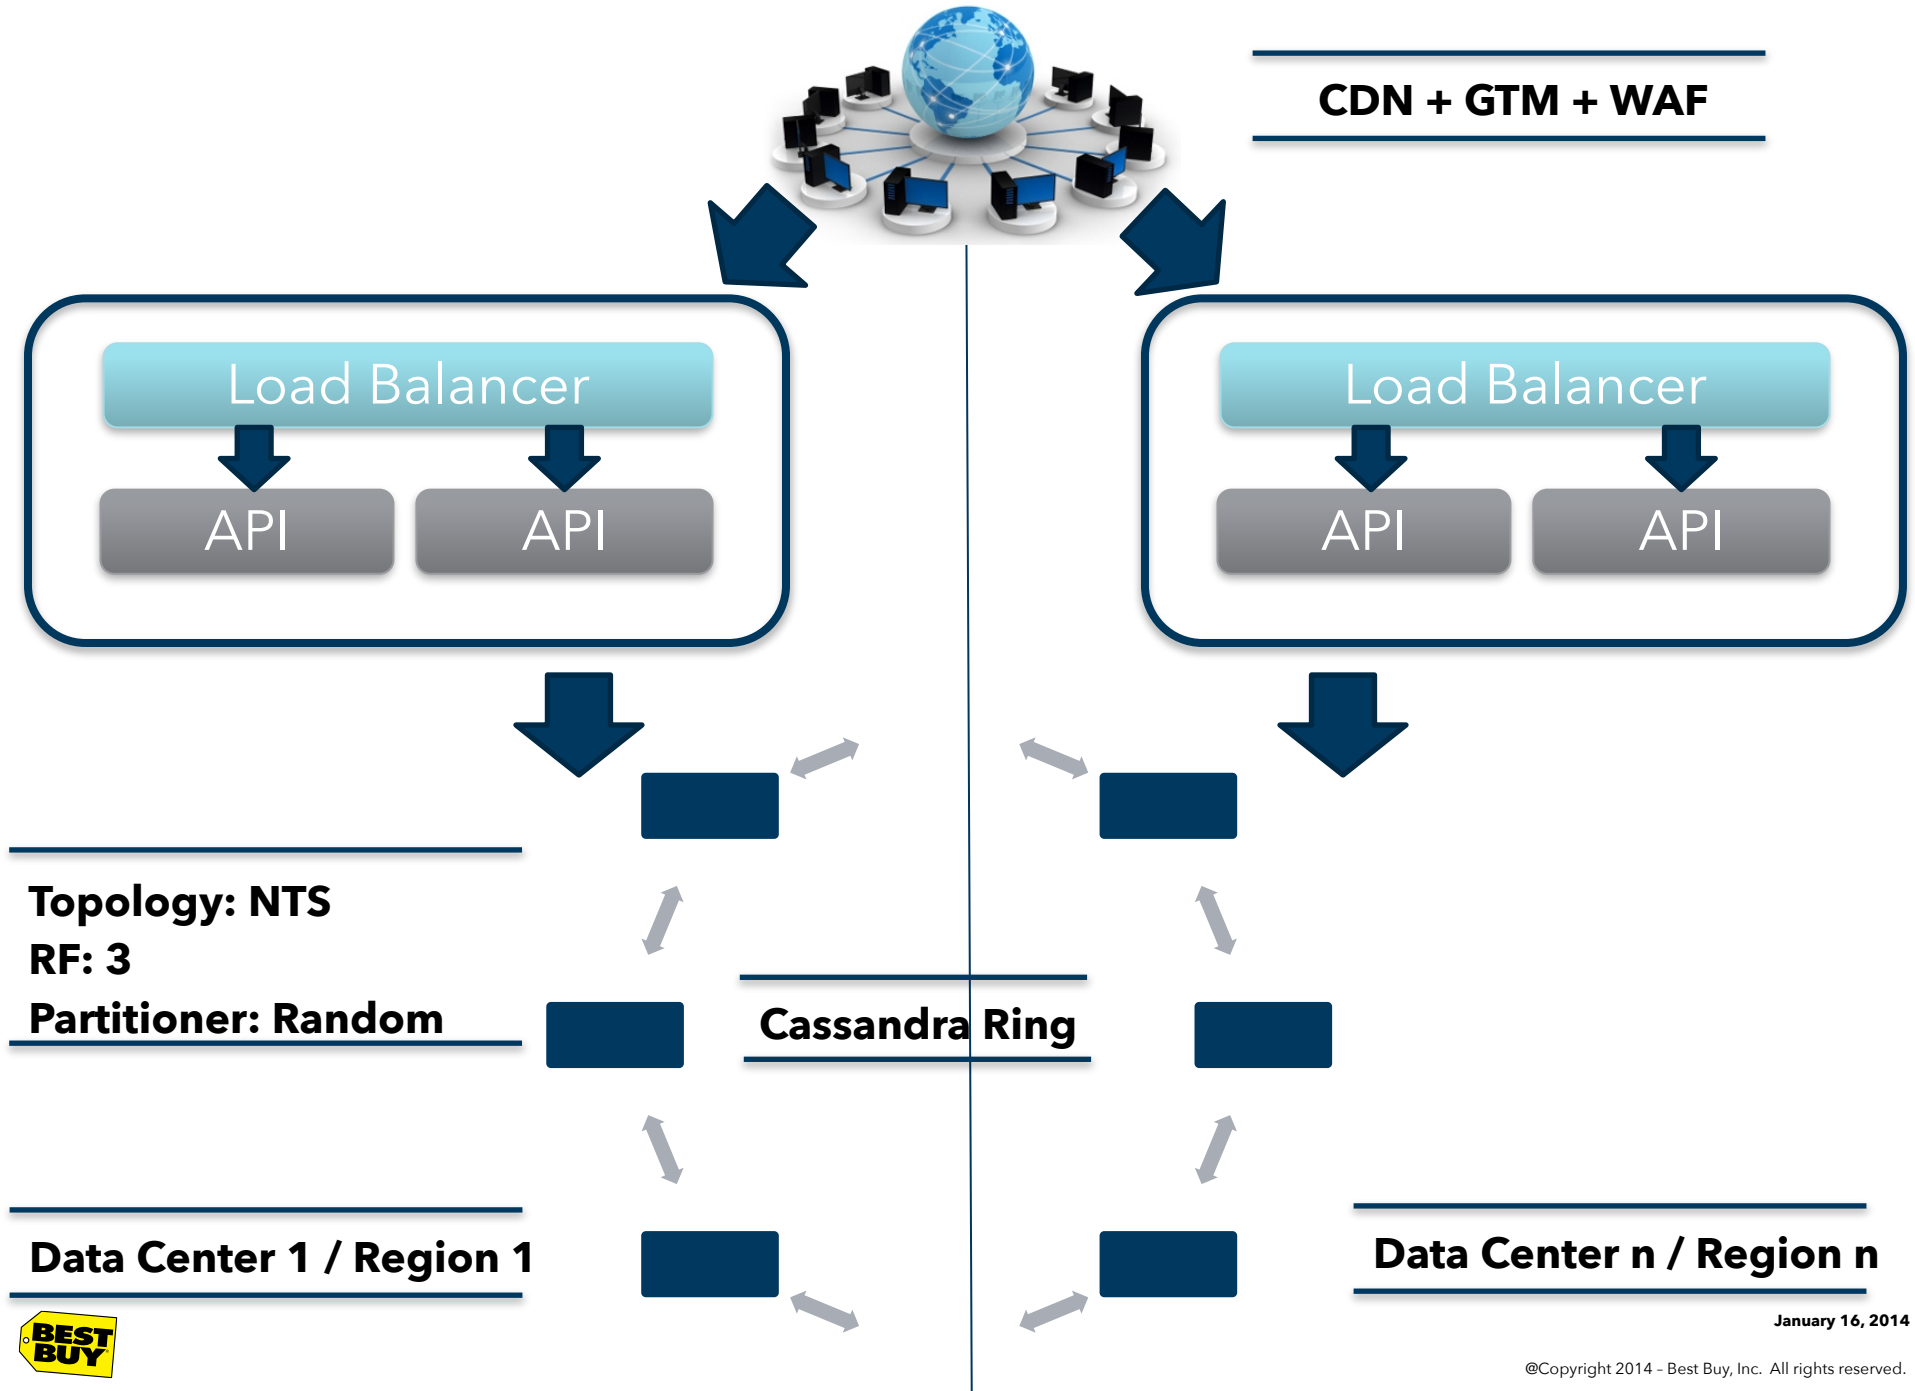 CDN + GTM + WAF
Load Balancer
API
API
Load Balancer
API
API
Topology: NTS
RF: 3
Partitioner: Random
Cassandra Ring
Data Center 1 / Region 1
Data Center n / Region n
BEST
BUY
January 16, 2014
@Copyright 2014 – Best Buy, Inc. All rights reserved.